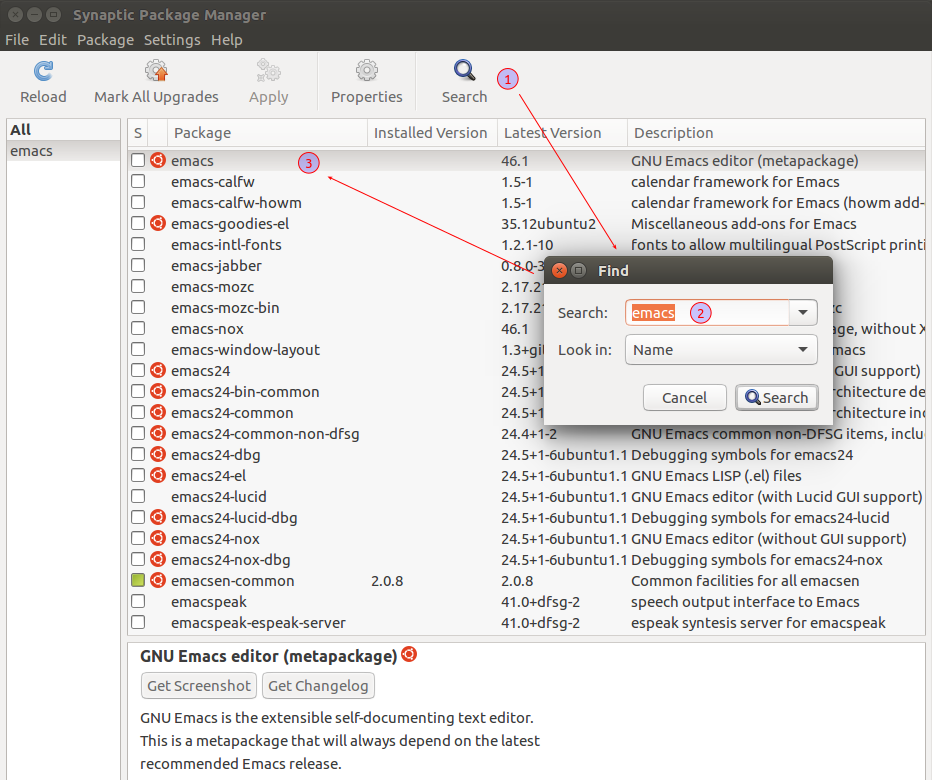 Synaptic Package Manager
File Edit Package Settings Help
Reload Mark All Upgrades Apply Properties Search 1
All
emacs
S Package Installed Version Latest Version Description
emacs 3 46.1 GNU Emacs editor (metapackage)
emacs-calfw 1.5-1 calendar framework for Emacs
emacs-calfw-howm 1.5-1 calendar framework for Emacs (howm add-
emacs-goodies-el 35.12ubuntu2 Miscellaneous add-ons for Emacs
emacs-intl-fonts 1.2.1-10 fonts to allow multilingual PostScript printi
emacs-jabber 0.8.0-3
emacs-mozc 2.17.21
emacs-mozc-bin 2.17.21 zc
emacs-nox 46.1 age, without X
emacs-window-layout 1.3+git macs
emacs24 24.5+1 GUI support)
emacs24-bin-common 24.5+1 rchitecture de
emacs24-common 24.5+1 rchitecture ind
emacs24-common-non-dfsg 24.4+1-2 GNU Emacs common non-DFSG items, inclu
emacs24-dbg 24.5+1-6ubuntu1.1 Debugging symbols for emacs24
emacs24-el 24.5+1-6ubuntu1.1 GNU Emacs LISP (.el) files
emacs24-lucid 24.5+1-6ubuntu1.1 GNU Emacs editor (with Lucid GUI support)
emacs24-lucid-dbg 24.5+1-6ubuntu1.1 Debugging symbols for emacs24-lucid
emacs24-nox 24.5+1-6ubuntu1.1 GNU Emacs editor (without GUI support)
emacs24-nox-dbg 24.5+1-6ubuntu1.1 Debugging symbols for emacs24-nox
emacsen-common 2.0.8 2.0.8 Common facilities for all emacsen
emacspeak 41.0+dfsg-2 speech output interface to Emacs
emacspeak-espeak-server 41.0+dfsg-2 espeak syntesis server for emacspeak
Find
Search: emacs 2
Look in: Name
Cancel Search
GNU Emacs editor (metapackage)
Get Screenshot Get Changelog
GNU Emacs is the extensible self-documenting text editor.
This is a metapackage that will always depend on the latest
recommended Emacs release.